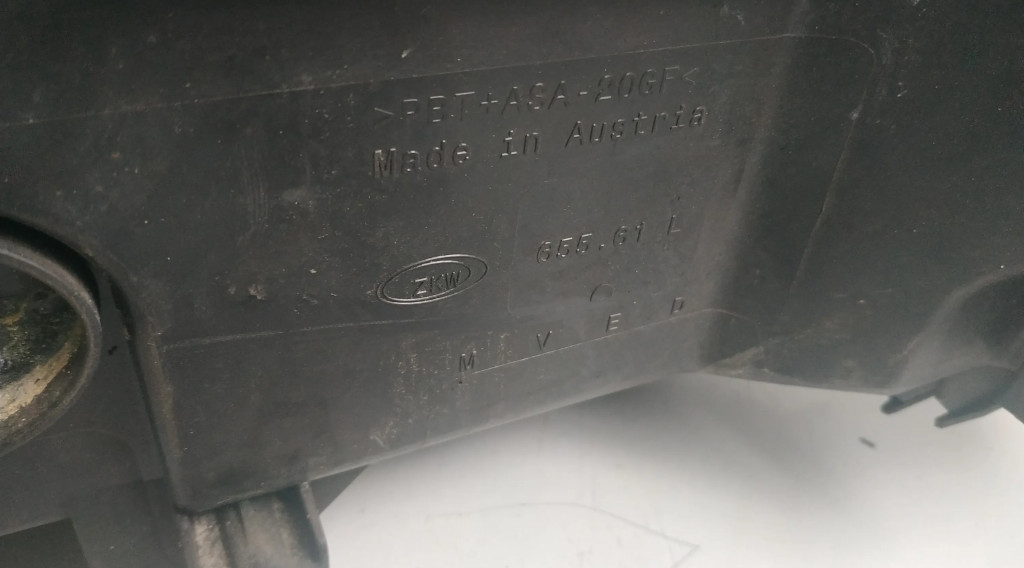 >PBT+ASA-20GF<
Made in Austria
ZKW 655.61 L
M V E D